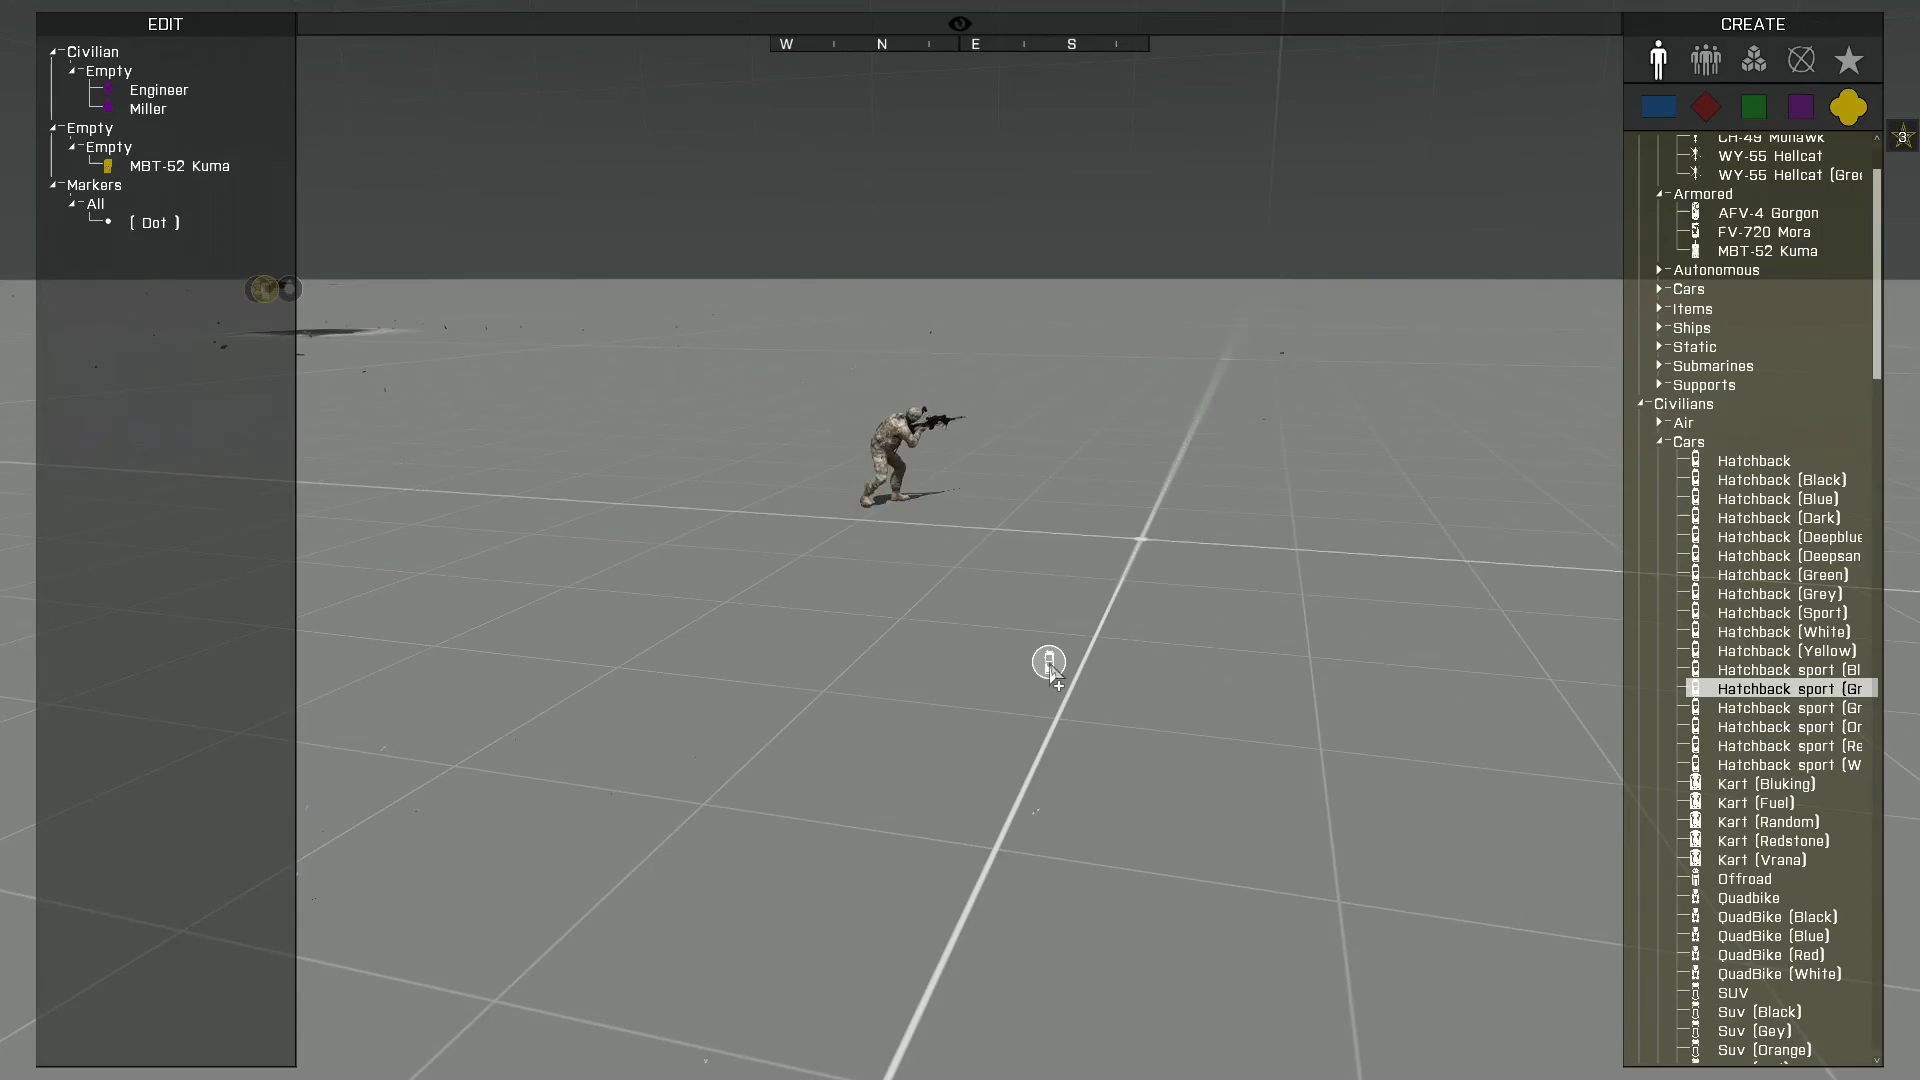 EDIT
Civilian
Empty
Engineer
Miller
Empty
Empty
MBT-52 Kuma
Markers
All
( Dot )
W N E S
CREATE
3
CH-49 Mohawk
WY-55 Hellcat
WY-55 Hellcat (Gree
Armored
AFV-4 Gorgon
FV-720 Mora
MBT-52 Kuma
Autonomous
Cars
Items
Ships
Static
Submarines
Supports
Civilians
Air
Cars
Hatchback
Hatchback (Black)
Hatchback (Blue)
Hatchback (Dark)
Hatchback (Deepblue
Hatchback (Deepsan
Hatchback (Green)
Hatchback (Grey)
Hatchback (Sport)
Hatchback (White)
Hatchback (Yellow)
Hatchback sport (Bl
Hatchback sport (Gr
Hatchback sport (Gr
Hatchback sport (Or
Hatchback sport (Re
Hatchback sport (W
Kart (Bluking)
Kart (Fuel)
Kart (Random)
Kart (Redstone)
Kart (Vrana)
Offroad
Quadbike
QuadBike (Black)
QuadBike (Blue)
QuadBike (Red)
QuadBike (White)
SUV
Suv (Black)
Suv (Gey)
Suv (Orange)